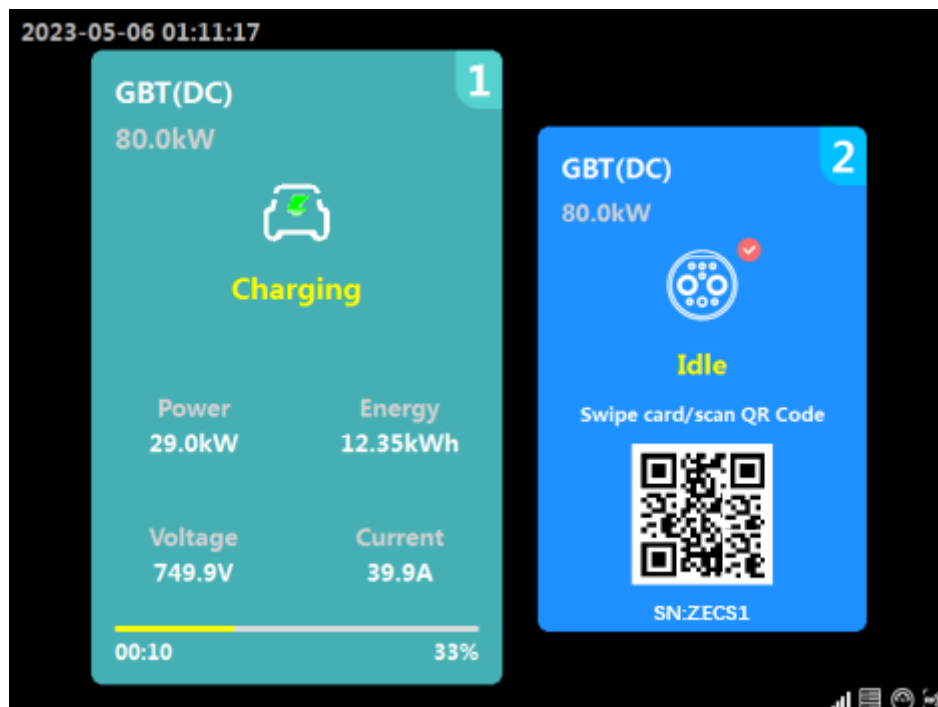 2023-05-06 01:11:17
1
GBT(DC)
80.0kW
Charging
Power Energy
29.0kW 12.35kWh
Voltage Current
749.9V 39.9A
00:10 33%
2
GBT(DC)
80.0kW
Idle
Swipe card/scan QR Code
SN:ZECS1